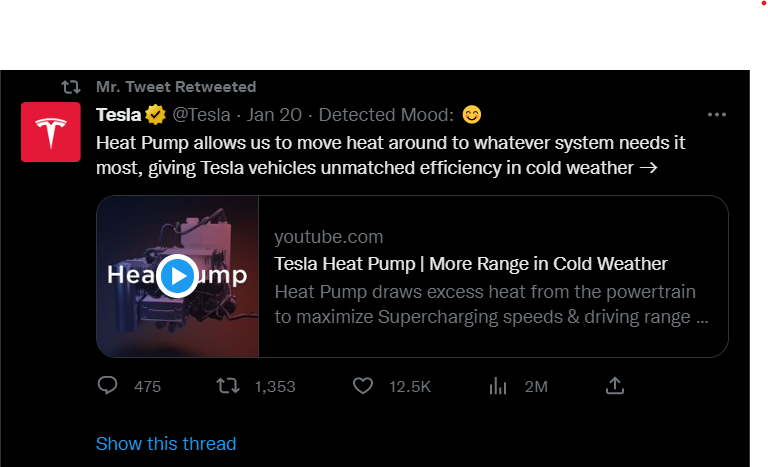 Mr. Tweet Retweeted
Tesla @Tesla · Jan 20 · Detected Mood: 😊
Heat Pump allows us to move heat around to whatever system needs it
most, giving Tesla vehicles unmatched efficiency in cold weather →
Hea ump
youtube.com
Tesla Heat Pump | More Range in Cold Weather
Heat Pump draws excess heat from the powertrain
to maximize Supercharging speeds & driving range ...
475 1,353 12.5K 2M
Show this thread